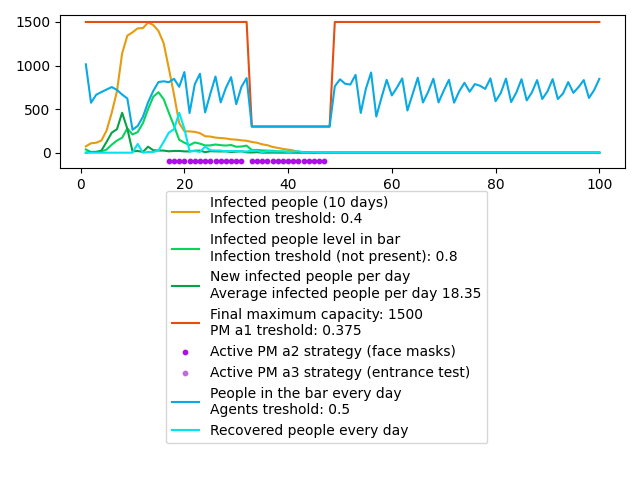 1500
1000
500
0
0 20 40 60 80 100
Infected people (10 days)
Infection treshold: 0.4
Infected people level in bar
Infection treshold (not present): 0.8
New infected people per day
Average infected people per day 18.35
Final maximum capacity: 1500
PM a1 treshold: 0.375
Active PM a2 strategy (face masks)
Active PM a3 strategy (entrance test)
People in the bar every day
Agents treshold: 0.5
Recovered people every day